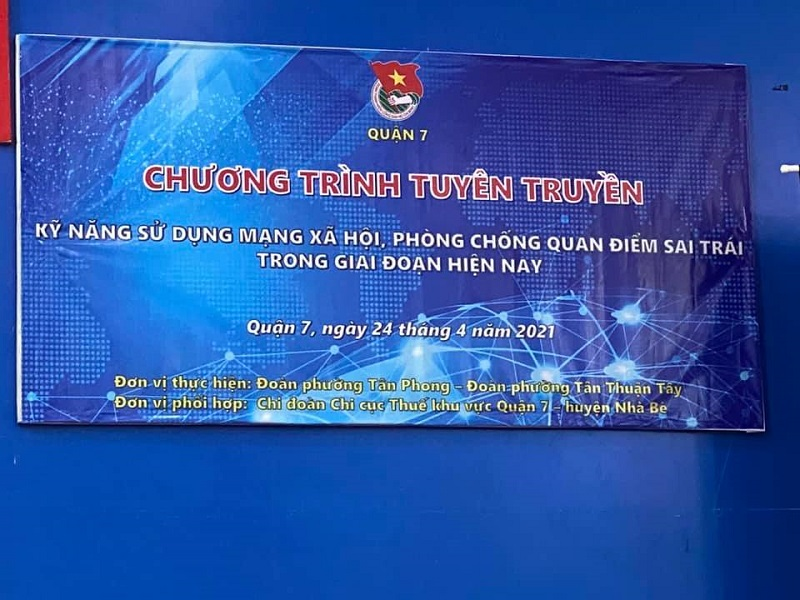 QUẬN 7
CHƯƠNG TRÌNH TUYÊN TRUYỀN
KỸ NĂNG SỬ DỤNG MẠNG XÃ HỘI, PHÒNG CHỐNG QUAN ĐIỂM SAI TRÁI
TRONG GIAI ĐOẠN HIỆN NAY
Quận 7, ngày 24 tháng 4 năm 2021
Đơn vị thực hiện: Đoàn phường Tân Phong – Đoàn phường Tân Thuận Tây
Đơn vị phối hợp: Chi đoàn Chi cục Thuế khu vực Quận 7 – huyện Nhà Bè